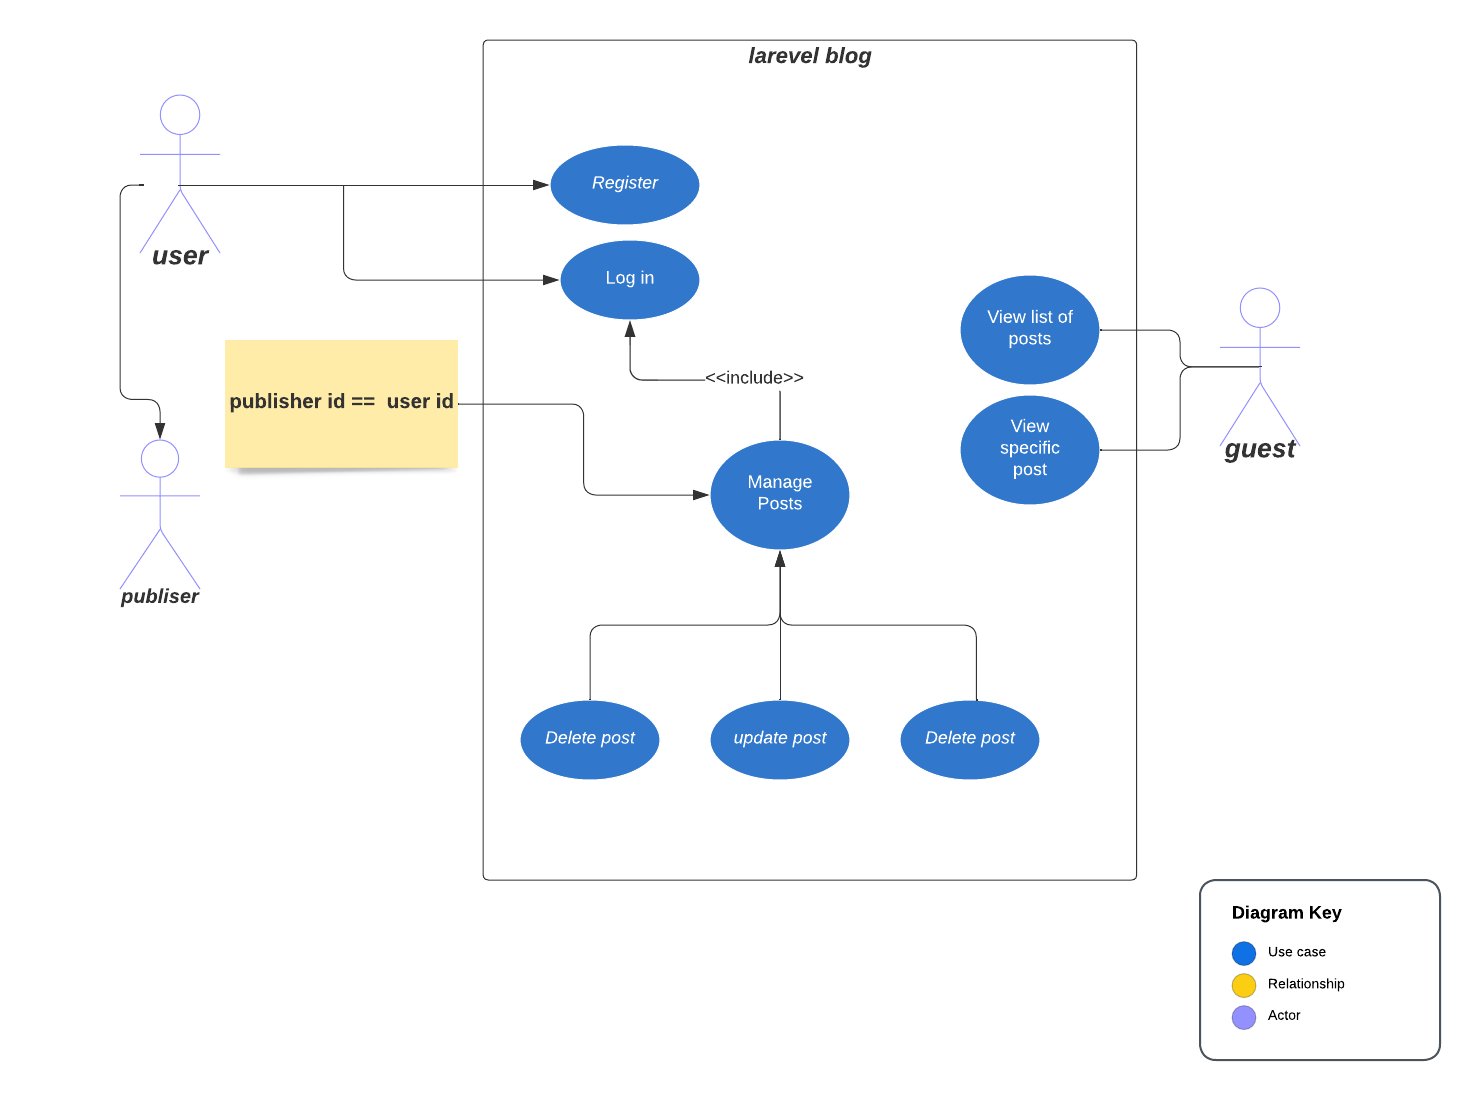 larevel blog
user
Register
Log in
<<include>>
publisher id ==  user id
View list of
posts
View
specific
post
guest
Manage
Posts
publiser
Delete post
update post
Delete post
Diagram Key
Use case
Relationship
Actor